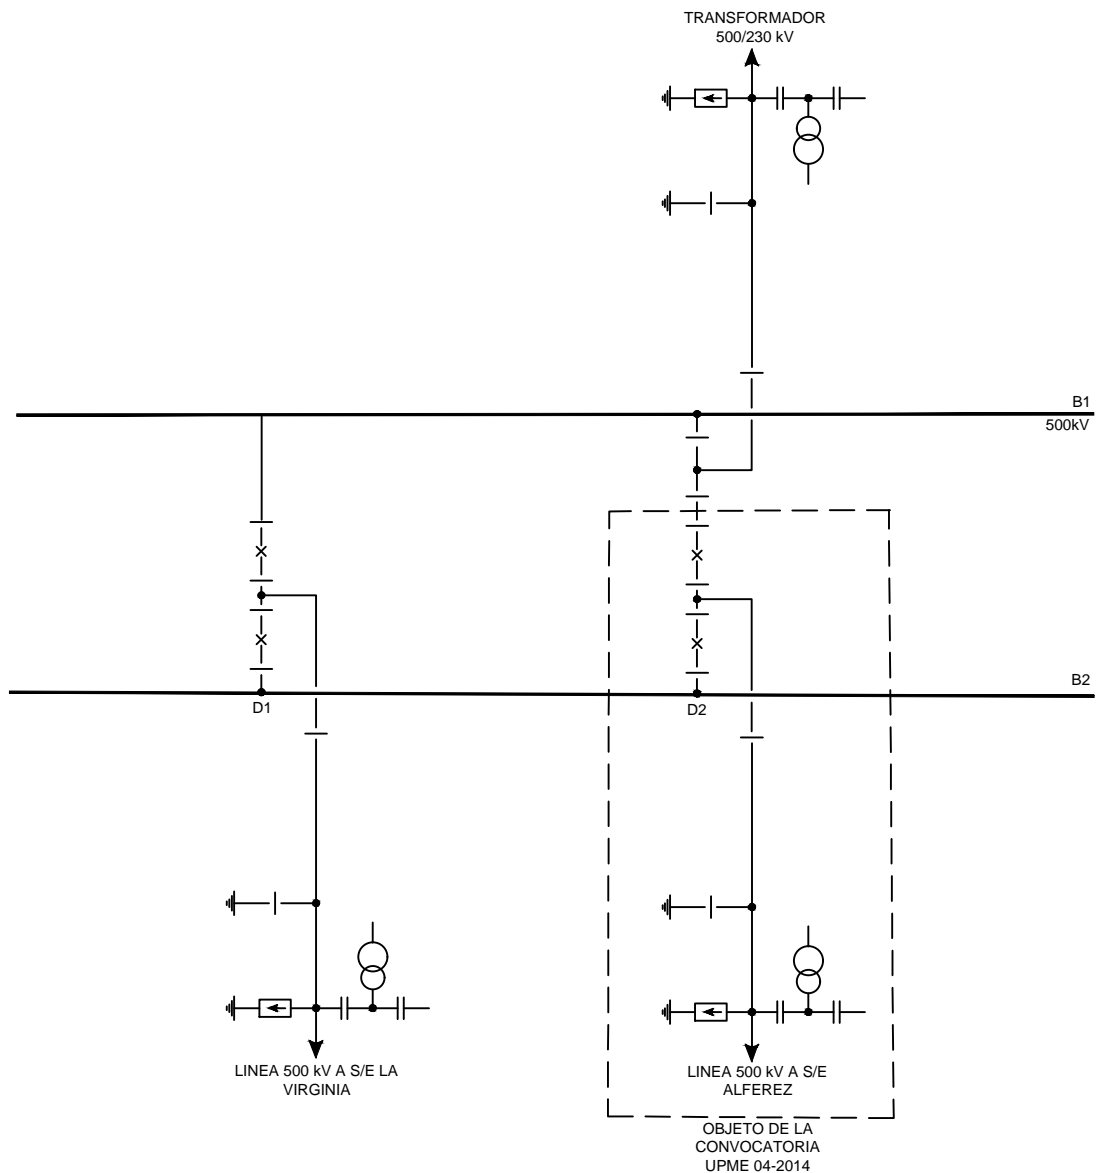 TRANSFORMADOR
500/230 kV
B1
500kV
B2
D1
D2
LINEA 500 kV A S/E LA
VIRGINIA
LINEA 500 kV A S/E
ALFEREZ
OBJETO DE LA
CONVOCATORIA
UPME 04-2014